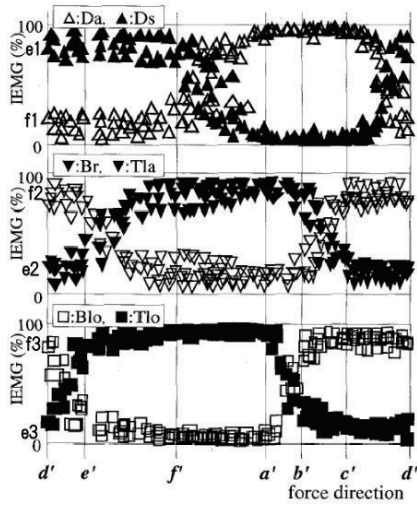 100 △:Da, ▲:Ds
e1
IEMG (%)
f1
0
100 ▽:Br, ▼:Tla
f2
IEMG (%)
e2
0
100 □:Blo, ■:Tlo
f3
IEMG (%)
e3
0
d' e' f' a' b' c' d'
force direction